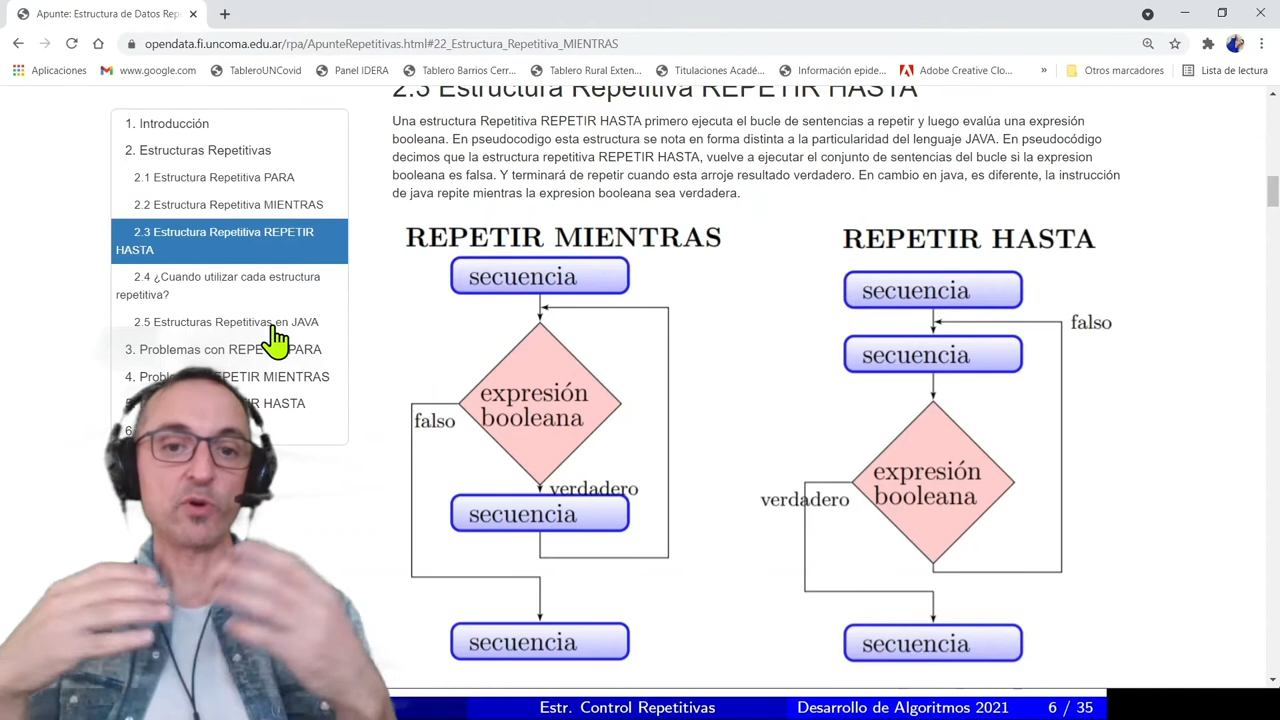 Apunte: Estructura de Datos Rep
opendata.fi.uncoma.edu.ar/rpa/ApunteRepetitivas.html#22_Estructura_Repetitiva_MIENTRAS
Aplicaciones
www.google.com
TableroUNCovid
Panel IDERA
Tablero Barrios Cerr...
Tablero Rural Exten...
Titulaciones Acadé...
Información epide...
Adobe Creative Clo...
»
Otros marcadores
Lista de lectura
1. Introducción
2. Estructuras Repetitivas
2.1 Estructura Repetitiva PARA
2.2 Estructura Repetitiva MIENTRAS
2.3 Estructura Repetitiva REPETIR
HASTA
2.4 ¿Cuando utilizar cada estructura
repetitiva?
2.5 Estructuras Repetitivas en JAVA
3. Problemas con PARA
4. REPETIR MIENTRAS
HASTA
2.3 Estructura Repetitiva REPETIR HASTA
Una estructura Repetitiva REPETIR HASTA primero ejecuta el bucle de sentencias a repetir y luego evalúa una expresión
booleana. En pseudocodigo esta estructura se nota en forma distinta a la particularidad del lenguaje JAVA. En pseudocódigo
decimos que la estructura repetitiva REPETIR HASTA, vuelve a ejecutar el conjunto de sentencias del bucle si la expresion
booleana es falsa. Y terminará de repetir cuando esta arroje resultado verdadero. En cambio en java, es diferente, la instrucción
de java repite mientras la expresion booleana sea verdadera.
REPETIR MIENTRAS
secuencia
expresión
booleana
falso
verdadero
secuencia
secuencia
REPETIR HASTA
secuencia
falso
secuencia
expresión
booleana
verdadero
secuencia
Estr. Control Repetitivas
Desarrollo de Algoritmos 2021
6 / 35